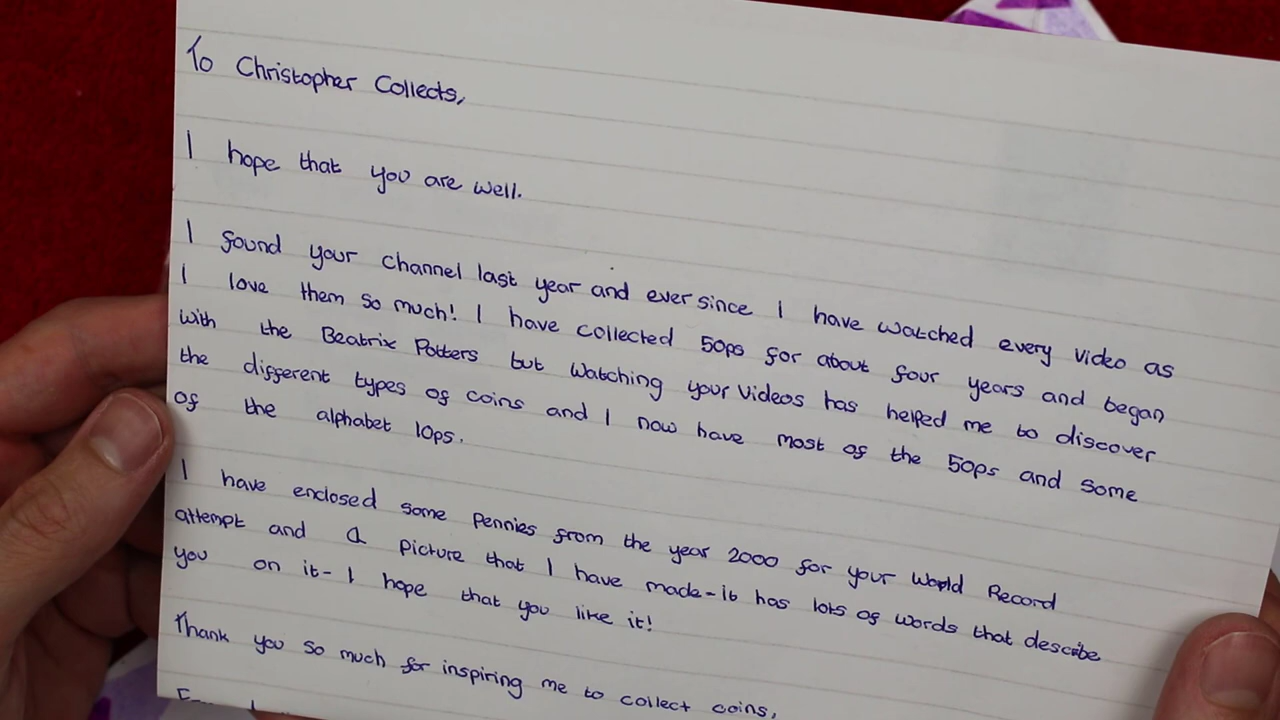 To Christopher Collects,
I hope that you are well.
I found your channel last year and ever since I have watched every video as
I love them so much! I have collected 50ps for about four years and began
with the Beatrix Potters but watching your videos has helped me to discover
the different types of coins and I now have most of the 50ps and some
of the alphabet 10ps.
I have enclosed some pennies from the year 2000 for your World Record
attempt and a picture that I have made-it has lots of words that describe
you on it- I hope that you like it!
Thank you so much for inspiring me to collect coins,